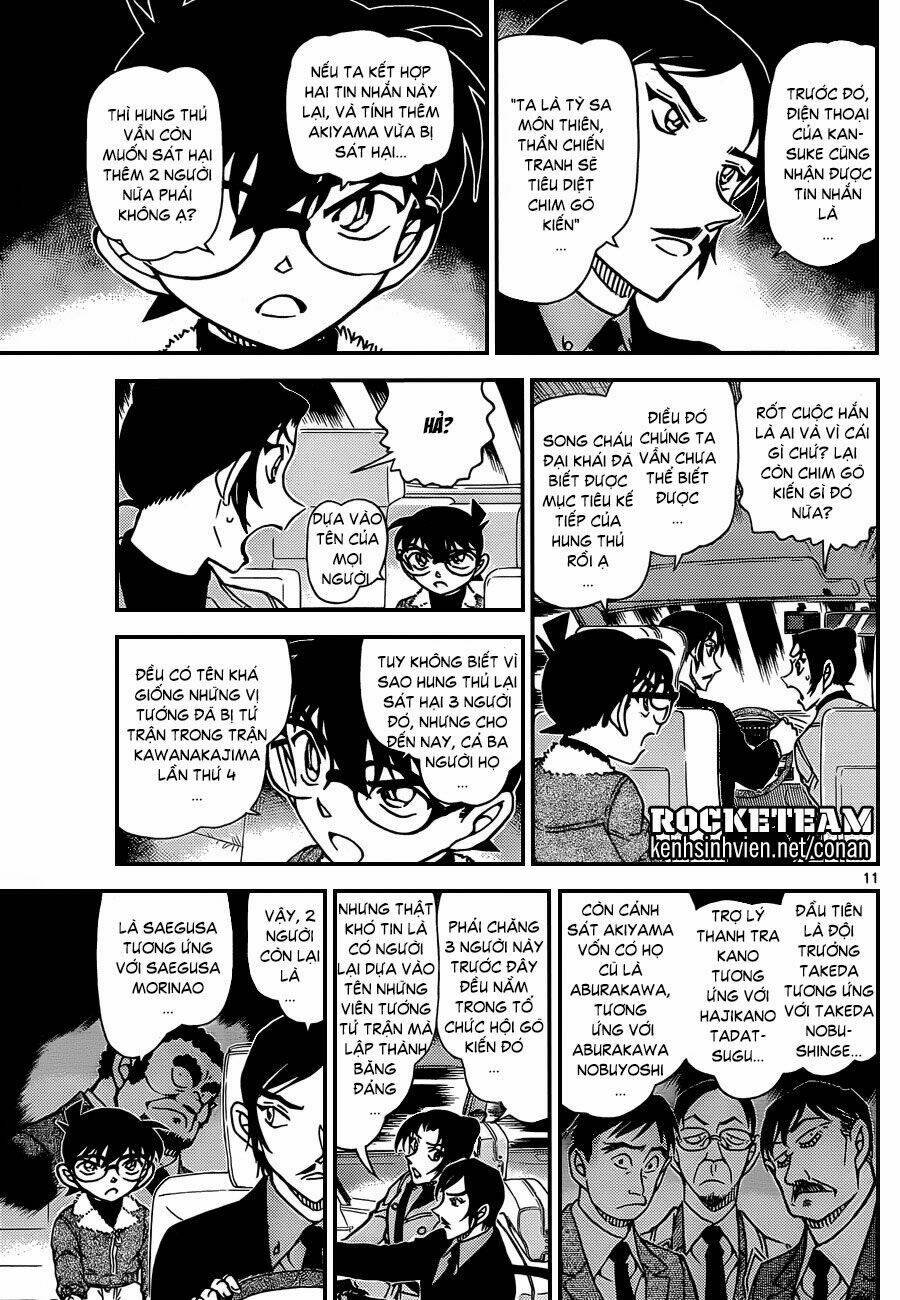 TRƯỚC ĐÓ,
ĐIỆN THOẠI
CỦA KAN-
SUKE CŨNG
NHẬN ĐƯỢC
TIN NHẮN
LÀ
...
"TA LÀ TỲ SA
MÔN THIÊN,
THẦN CHIẾN
TRANH SẼ
TIÊU DIỆT
CHIM GÕ
KIẾN"
...
NẾU TA KẾT HỢP
HAI TIN NHẮN NÀY
LẠI, VÀ TÍNH THÊM
AKIYAMA VỪA BỊ
SÁT HẠI...
THÌ HUNG THỦ
VẪN CÒN
MUỐN SÁT HẠI
THÊM 2 NGƯỜI
NỮA PHẢI
KHÔNG Ạ?
RỐT CUỘC HẮN
LÀ AI VÀ VÌ CÁI
GÌ CHỨ? LẠI
CÒN CHIM GÕ
KIẾN GÌ ĐÓ
NỮA?
ĐIỀU ĐÓ
CHÚNG TA
VẪN CHƯA
THỂ BIẾT
ĐƯỢC
...
SONG CHÁU
ĐẠI KHÁI ĐÃ
BIẾT ĐƯỢC
MỤC TIÊU KẾ
TIẾP CỦA
HUNG THỦ
RỒI Ạ
...
HẢ?
DỰA VÀO
TÊN CỦA
MỌI
NGƯỜI
TUY KHÔNG BIẾT VÌ
SAO HUNG THỦ LẠI
SÁT HẠI 3 NGƯỜI
ĐÓ, NHƯNG CHO
ĐẾN NAY, CẢ BA
NGƯỜI HỌ
...
ĐỀU CÓ TÊN KHÁ
GIỐNG NHỮNG VỊ
TƯỚNG ĐÃ BỊ TỬ
TRẬN TRONG TRẬN
KAWANAKAJIMA
LẦN THỨ 4
...
ROCKETEAM
kenhsinhvien.net/conan
11
ĐẦU TIÊN
LÀ ĐỘI
TRƯỞNG
TAKEDA
TƯƠNG ỨNG
VỚI TAKEDA
NOBU-
SHINGE...
TRỢ LÝ
THANH TRA
KANO
TƯƠNG
ỨNG VỚI
HAJIKANO
TADAT-
SUGU...
CÒN CẢNH
SÁT AKIYAMA
VỐN CÓ HỌ
CŨ LÀ
ABURAKAWA,
TƯƠNG
ỨNG VỚI
ABURAKAWA
NOBUYOSHI
...
PHẢI CHĂNG
3 NGƯỜI NÀY
TRƯỚC ĐÂY
ĐỀU NẰM
TRONG TỔ
CHỨC HỘI GÕ
KIẾN ĐÓ
...
NHƯNG THẬT
KHÓ TIN LÀ
CÓ NGƯỜI
LẠI DỰA VÀO
TÊN NHỮNG
VIÊN TƯỚNG
TỬ TRẬN MÀ
LẬP THÀNH
BĂNG
ĐẢNG
...
VẬY, 2
NGƯỜI
CÒN LẠI
LÀ
...
LÀ SAEGUSA
TƯƠNG ỨNG
VỚI SAEGUSA
MORINAO
...